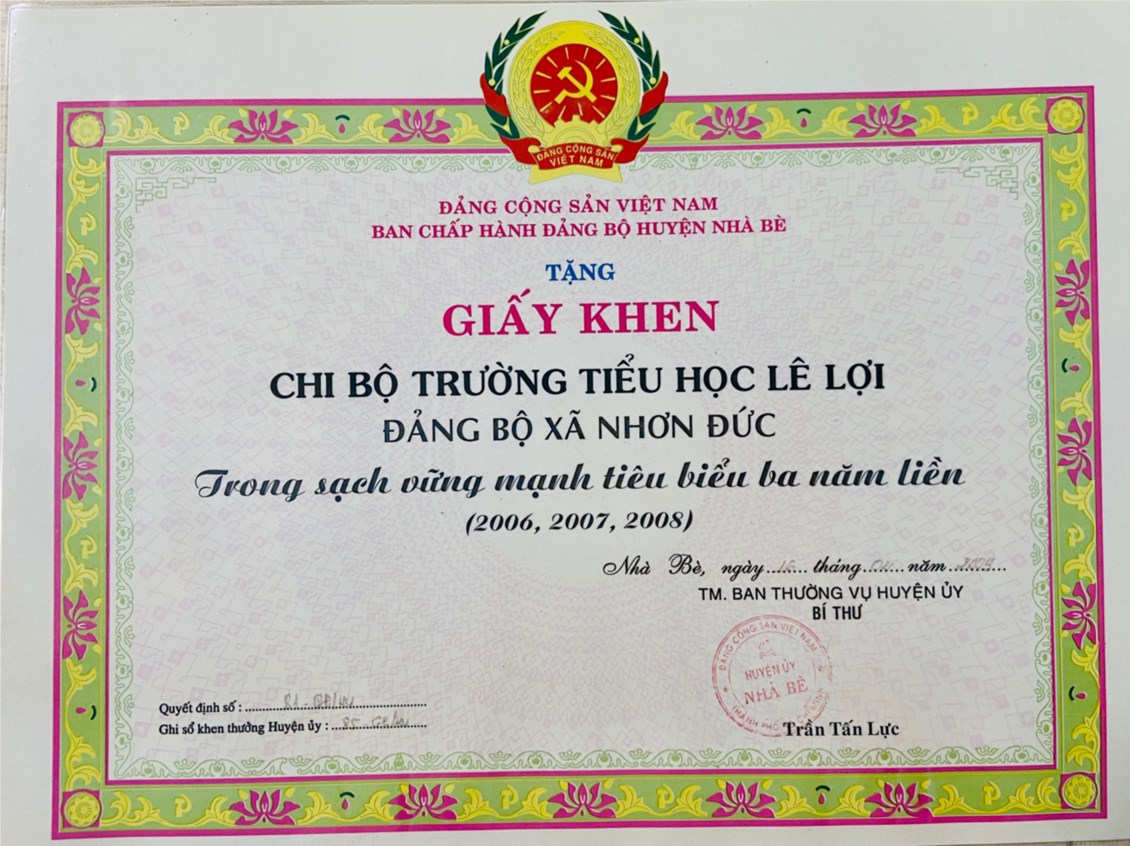 ĐẢNG CỘNG SẢN
VIỆT NAM
ĐẢNG CỘNG SẢN VIỆT NAM
BAN CHẤP HÀNH ĐẢNG BỘ HUYỆN NHÀ BÈ
TẶNG
GIẤY KHEN
CHI BỘ TRƯỜNG TIỂU HỌC LÊ LỢI
ĐẢNG BỘ XÃ NHƠN ĐỨC
Trong sạch vững mạnh tiêu biểu ba năm liền
(2006, 2007, 2008)
Nhà Bè, ngày 16 tháng năm 2009
TM. BAN THƯỜNG VỤ HUYỆN ỦY
BÍ THƯ
ĐẢNG CỘNG SẢN VIỆT NAM
HUYỆN ỦY
NHÀ BÈ
THÀNH PHỐ
Quyết định số :
Ghi sổ khen thưởng Huyện ủy :
Trần Tấn Lực